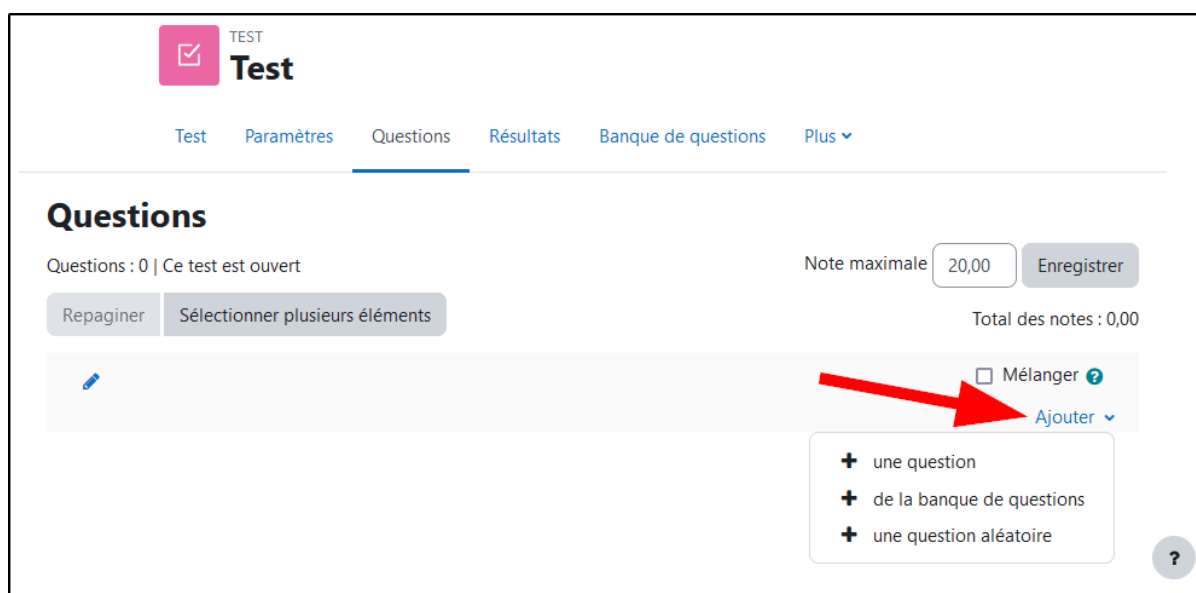 TEST
Test
Test Paramètres Questions Résultats Banque de questions Plus
Questions
Questions : 0 | Ce test est ouvert Note maximale 20,00 Enregistrer
Repaginer Sélectionner plusieurs éléments Total des notes : 0,00
Mélanger ?
Ajouter
+ une question
+ de la banque de questions
+ une question aléatoire
?